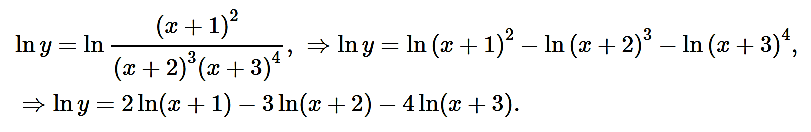 ln y = ln \frac{(x + 1)^2}{(x + 2)^3 (x + 3)^4}, ⇒ ln y = ln (x + 1)^2 − ln (x + 2)^3 − ln (x + 3)^4,
⇒ ln y = 2 ln(x + 1) − 3 ln(x + 2) − 4 ln(x + 3).